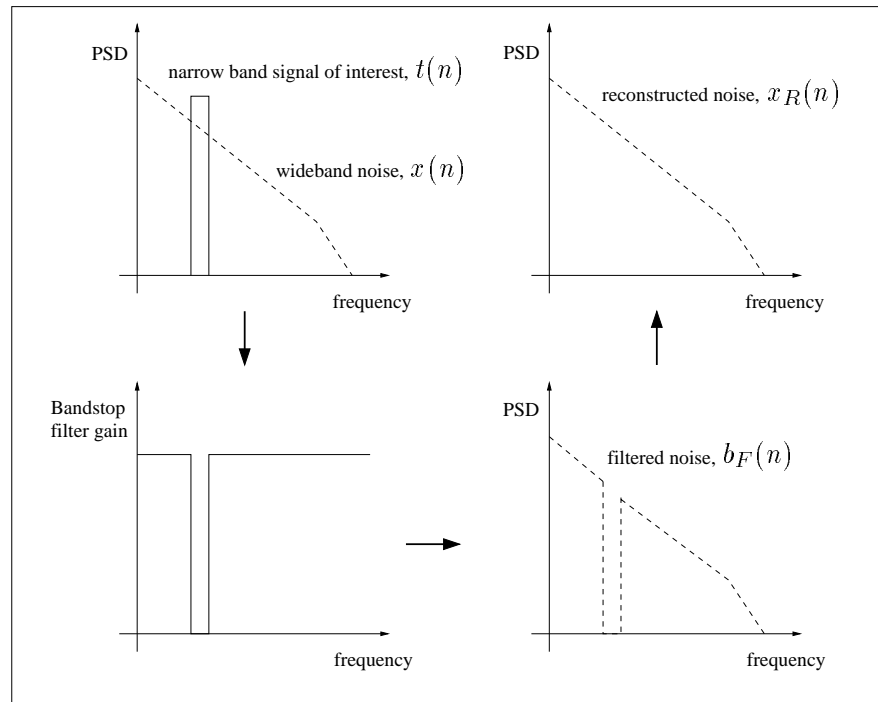 PSD
narrow band signal of interest, t(n)
wideband noise, x(n)
frequency
PSD
reconstructed noise, x_R(n)
frequency
Bandstop
filter gain
frequency
PSD
filtered noise, b_F(n)
frequency